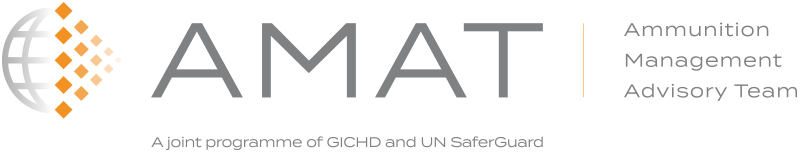 AMAT
Ammunition
Management
Advisory Team
A joint programme of GICHD and UN SaferGuard